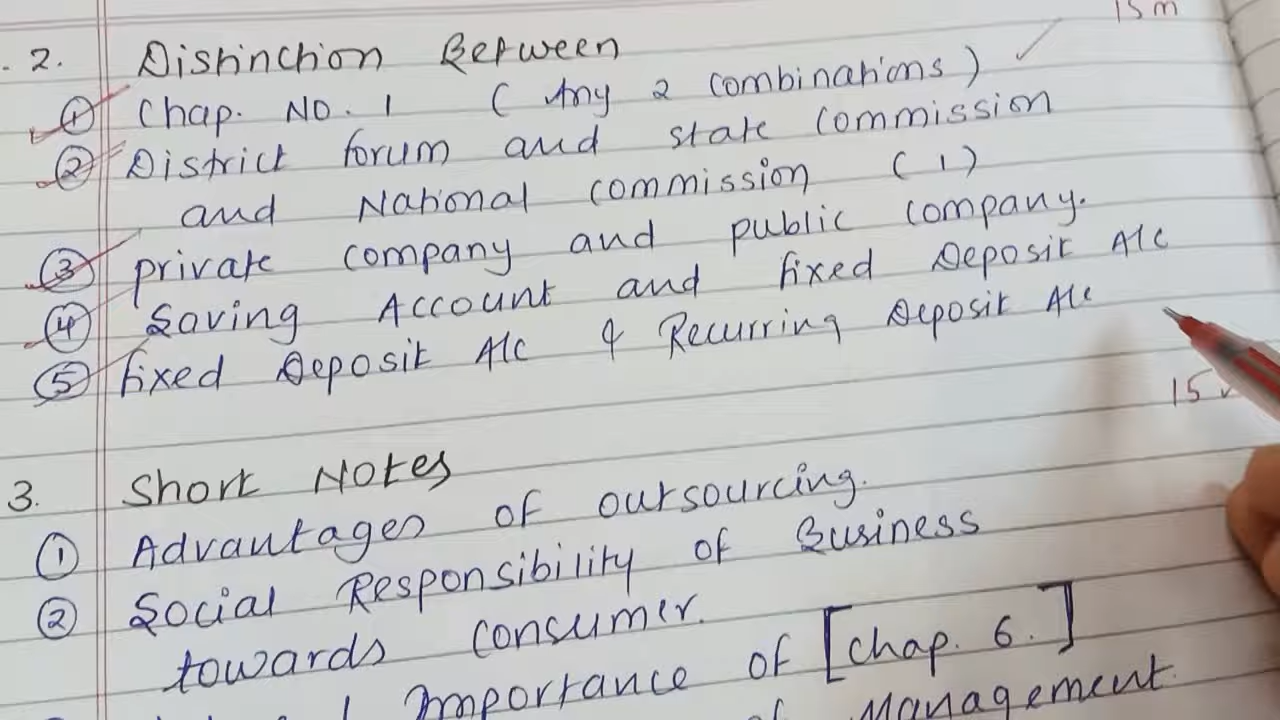 15m
2. Distinction Between
① Chap. No. 1 (Any 2 combinations)
② District forum and state commission
and National commission (1)
③ private company and public company.
④ Saving Account and fixed Deposit A/c
⑤ fixed Deposit A/c & Recurring Deposit A/c
15
3. Short Notes
① Advantages of outsourcing.
② Social Responsibility of Business
towards consumer.
Importance of [chap. 6.]
of Management